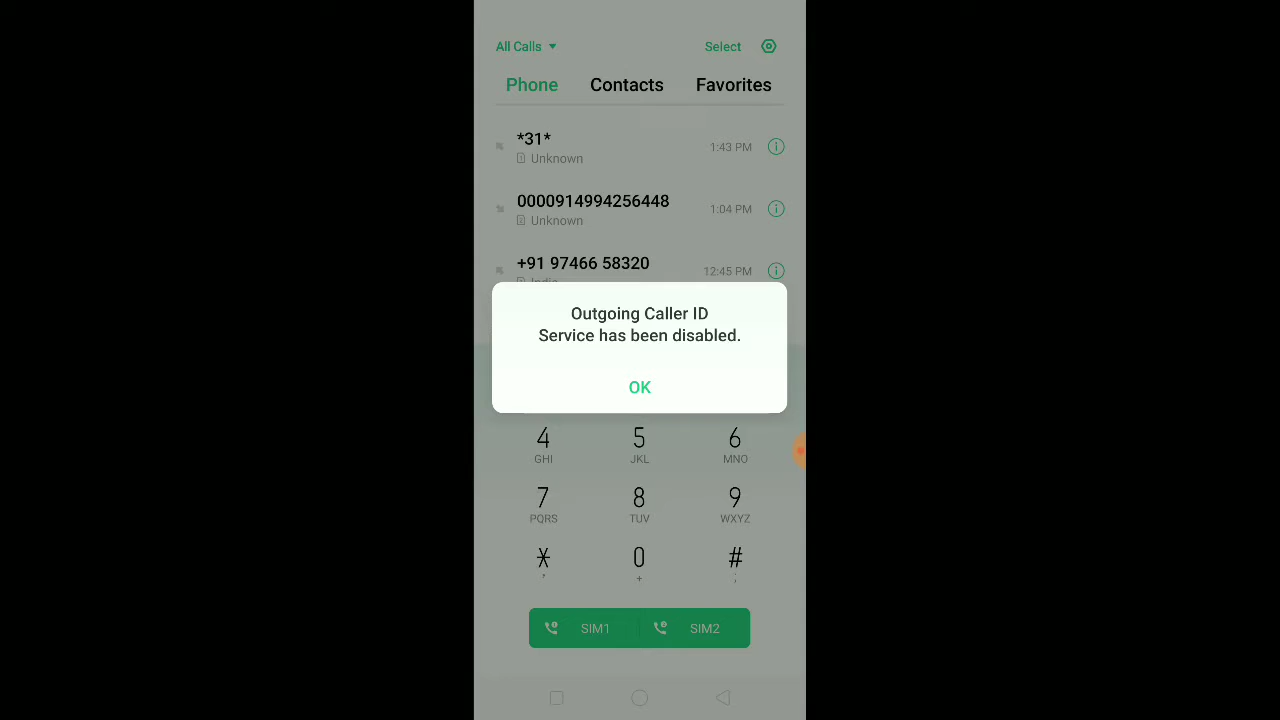 All Calls Select
Phone Contacts Favorites
*31*
Unknown
1:43 PM
0000914994256448
Unknown
1:04 PM
+91 97466 58320
India
12:45 PM
Outgoing Caller ID
Service has been disabled.
OK
4 5 6
GHI JKL MNO
7 8 9
PQRS TUV WXYZ
* 0 #
, + ;
SIM1 SIM2